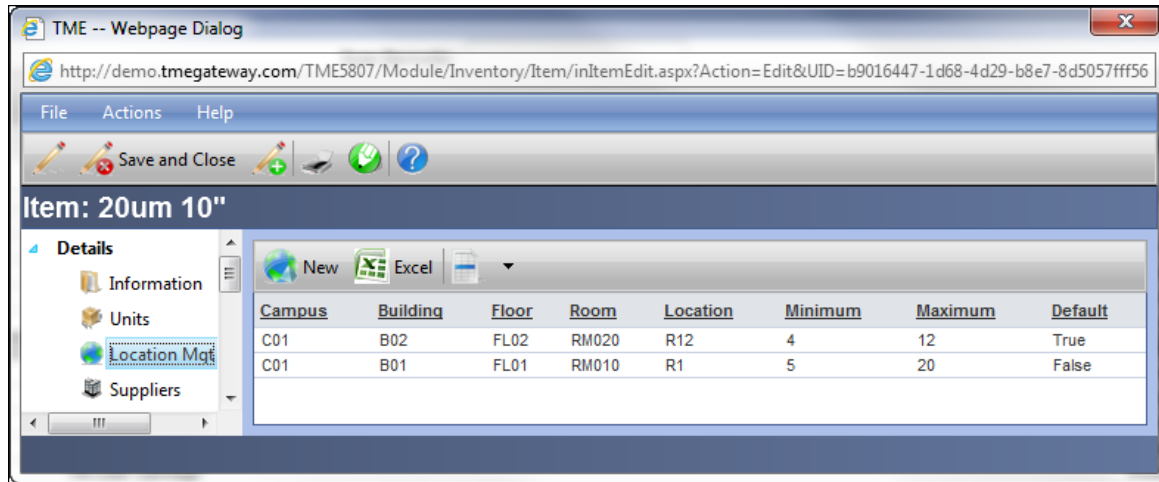 TME -- Webpage Dialog
http://demo.tmegateway.com/TME5807/Module/Inventory/Item/inItemEdit.aspx?Action=Edit&UID=b9016447-1d68-4d29-b8e7-8d5057fff56
File Actions Help
Save and Close
Item: 20um 10"
Details
Information
Units
Location Mgt
Suppliers
New Excel
Campus Building Floor Room Location Minimum Maximum Default
C01 B02 FL02 RM020 R12 4 12 True
C01 B01 FL01 RM010 R1 5 20 False